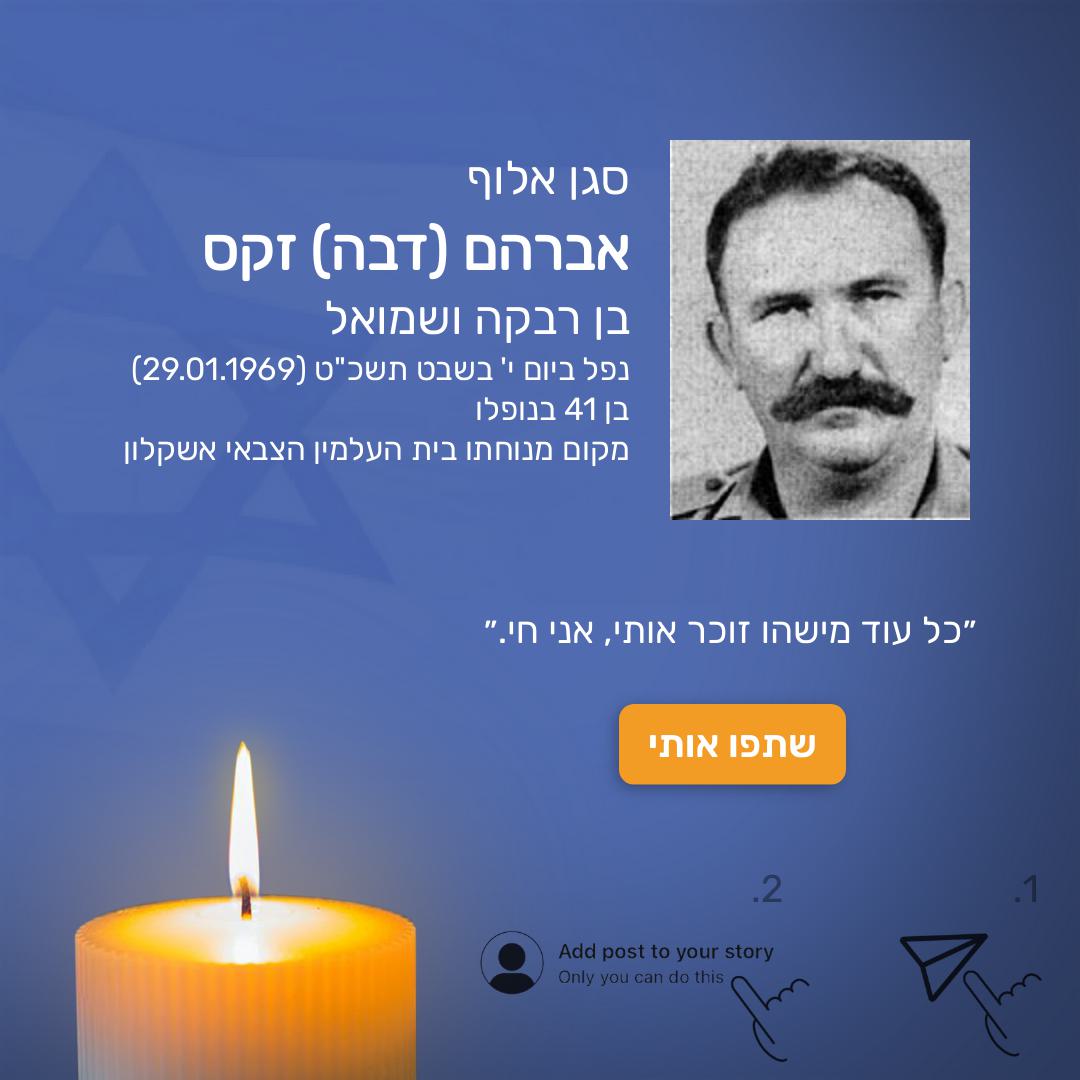 סגן אלוף
אברהם (דבה) זקס
בן רבקה ושמואל
נפל ביום י' בשבט תשכ"ט (29.01.1969)
בן 41 בנופלו
מקום מנוחתו בית העלמין הצבאי אשקלון
״כל עוד מישהו זוכר אותי, אני חי.״
שתפו אותי
1.
2.
Add post to your story
Only you can do this